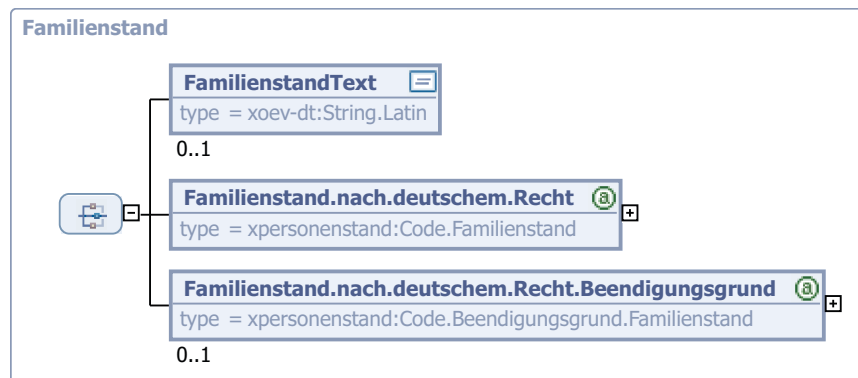 Familienstand
FamilienstandText
type = xoev-dt:String.Latin
0..1
Familienstand.nach.deutschem.Recht
type = xpersonenstand:Code.Familienstand
Familienstand.nach.deutschem.Recht.Beendigungsgrund
type = xpersonenstand:Code.Beendigungsgrund.Familienstand
0..1